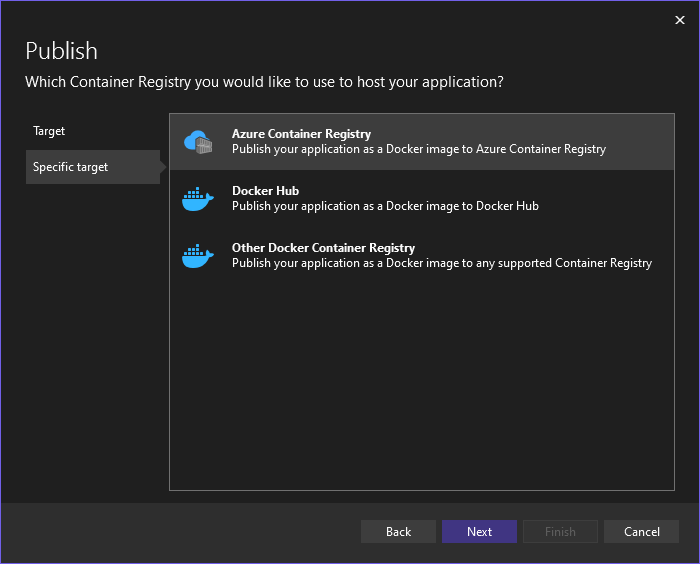 Publish
Which Container Registry you would like to use to host your application?
Target
Specific target
Azure Container Registry
Publish your application as a Docker image to Azure Container Registry
Docker Hub
Publish your application as a Docker image to Docker Hub
Other Docker Container Registry
Publish your application as a Docker image to any supported Container Registry
Back
Next
Finish
Cancel